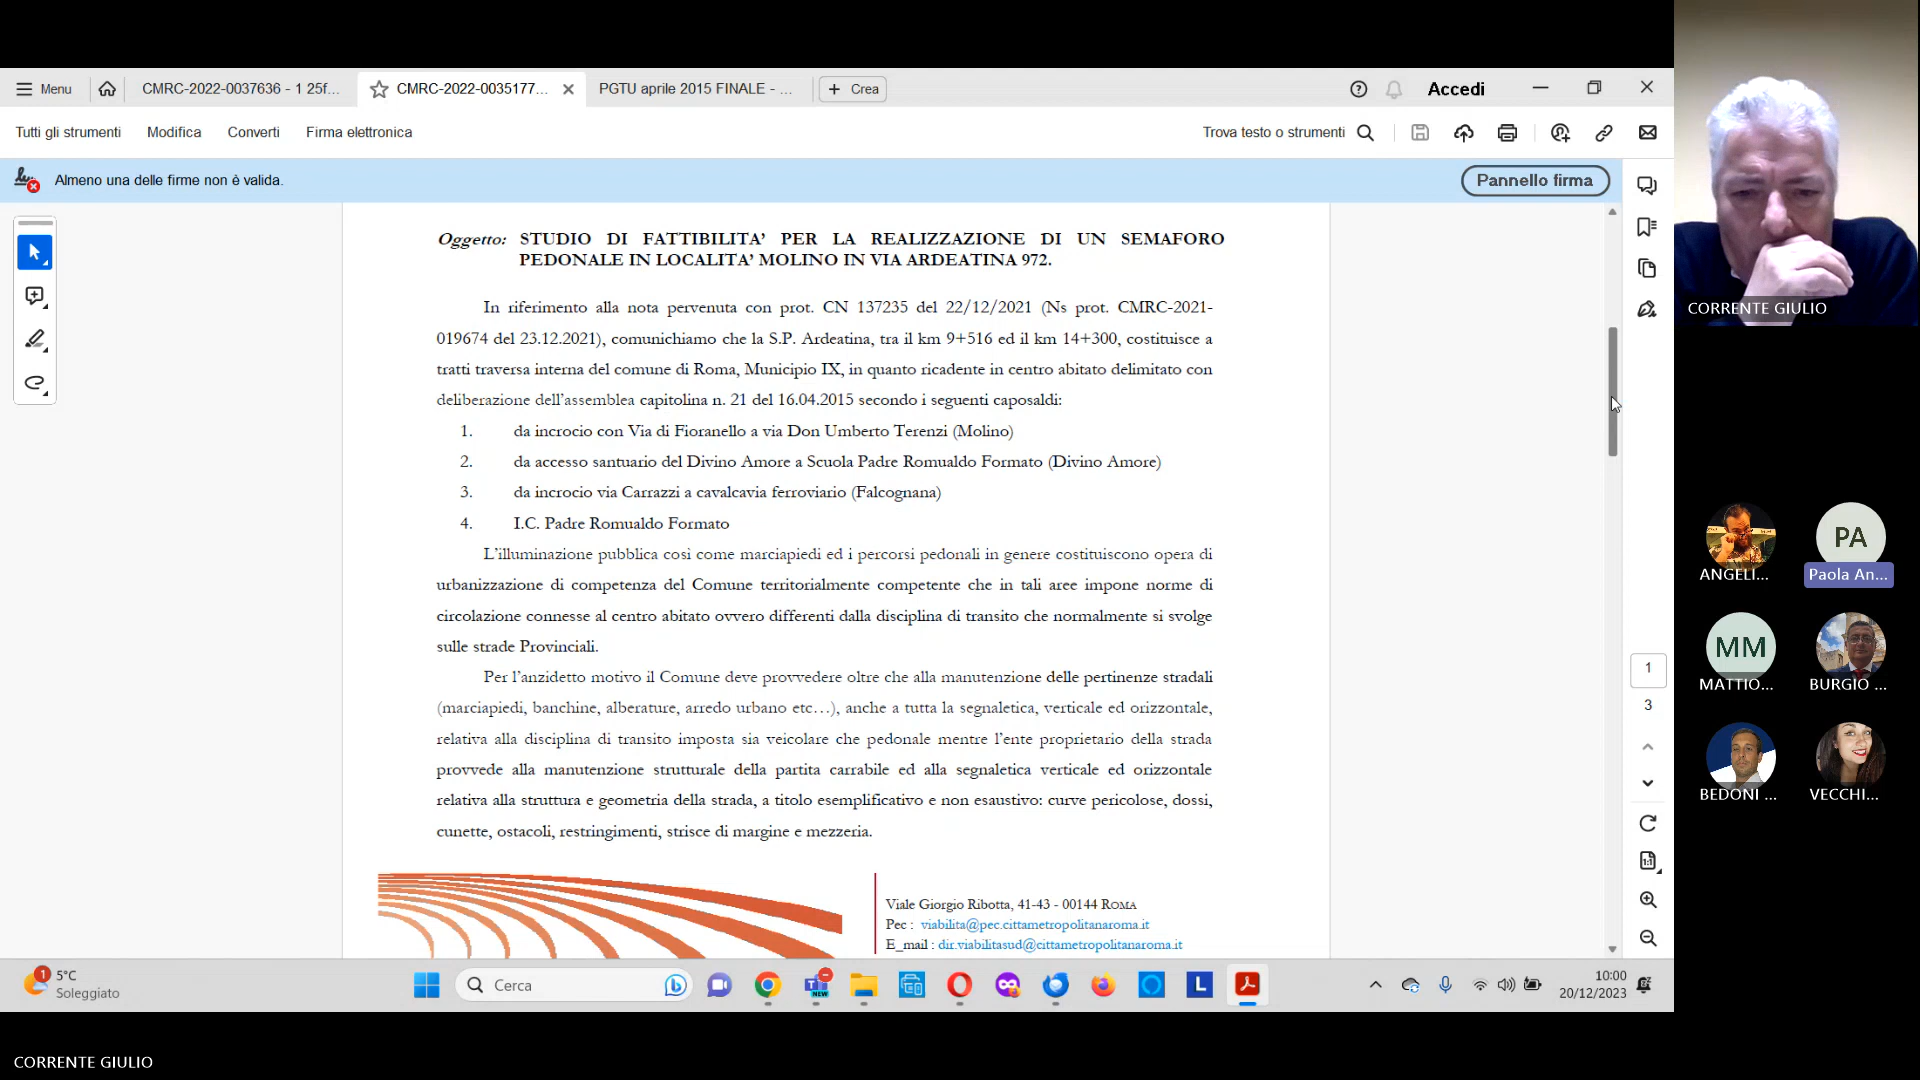 Menu
CMRC-2022-0037636 - 1 25f...
CMRC-2022-0035177...
PGTU aprile 2015 FINALE - ...
Crea
Accedi
Tutti gli strumenti
Modifica
Converti
Firma elettronica
Trova testo o strumenti
Almeno una delle firme non è valida.
Pannello firma
Oggetto: STUDIO DI FATTIBILITA' PER LA REALIZZAZIONE DI UN SEMAFORO
PEDONALE IN LOCALITA' MOLINO IN VIA ARDEATINA 972.
In riferimento alla nota pervenuta con prot. CN 137235 del 22/12/2021 (Ns prot. CMRC-2021-
019674 del 23.12.2021), comunichiamo che la S.P. Ardeatina, tra il km 9+516 ed il km 14+300, costituisce a
tratti traversa interna del comune di Roma, Municipio IX, in quanto ricadente in centro abitato delimitato con
deliberazione dell'assemblea capitolina n. 21 del 16.04.2015 secondo i seguenti caposaldi:
1. da incrocio con Via di Fioranello a via Don Umberto Terenzi (Molino)
2. da accesso santuario del Divino Amore a Scuola Padre Romualdo Formato (Divino Amore)
3. da incrocio via Carrazzi a cavalcavia ferroviario (Falcognana)
4. I.C. Padre Romualdo Formato
L'illuminazione pubblica così come marciapiedi ed i percorsi pedonali in genere costituiscono opera di
urbanizzazione di competenza del Comune territorialmente competente che in tali aree impone norme di
circolazione connesse al centro abitato ovvero differenti dalla disciplina di transito che normalmente si svolge
sulle strade Provinciali.
Per l'anzidetto motivo il Comune deve provvedere oltre che alla manutenzione delle pertinenze stradali
(marciapiedi, banchine, alberature, arredo urbano etc…), anche a tutta la segnaletica, verticale ed orizzontale,
relativa alla disciplina di transito imposta sia veicolare che pedonale mentre l'ente proprietario della strada
provvede alla manutenzione strutturale della partita carrabile ed alla segnaletica verticale ed orizzontale
relativa alla struttura e geometria della strada, a titolo esemplificativo e non esaustivo: curve pericolose, dossi,
cunette, ostacoli, restringimenti, strisce di margine e mezzeria.
Viale Giorgio Ribotta, 41-43 - 00144 ROMA
Pec : viabilita@pec.cittametropolitanaroma.it
E_mail : dir.viabilitasud@cittametropolitanaroma.it
1
3
CORRENTE GIULIO
ANGELI...
PA
Paola An...
MM
MATTIO...
BURGIO ...
BEDONI ...
VECCHI...
1
5°C
Soleggiato
Cerca
NEW
L
10:00
20/12/2023
CORRENTE GIULIO